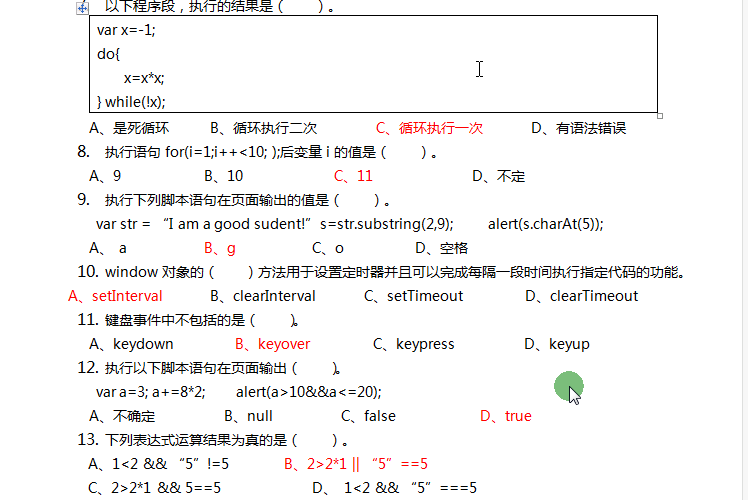 以下程序段，执行的结果是（　　）。
var x=-1;
do{
x=x*x;
} while(!x);
A、是死循环 B、循环执行二次 C、循环执行一次 D、有语法错误
8. 执行语句 for(i=1;i++<10; );后变量 i 的值是（　　）。
A、9 B、10 C、11 D、不定
9. 执行下列脚本语句在页面输出的值是（　　）。
var str = “I am a good sudent!” s=str.substring(2,9); alert(s.charAt(5));
A、 a B、g C、o D、空格
10. window 对象的（　　）方法用于设置定时器并且可以完成每隔一段时间执行指定代码的功能。
A、setInterval B、clearInterval C、setTimeout D、clearTimeout
11. 键盘事件中不包括的是（　　）。
A、keydown B、keyover C、keypress D、keyup
12. 执行以下脚本语句在页面输出（　　）。
var a=3; a+=8*2; alert(a>10&&a<=20);
A、不确定 B、null C、false D、true
13. 下列表达式运算结果为真的是（　　）。
A、1<2 && “5”!=5 B、2>2*1 || “5”==5
C、2>2*1 && 5==5 D、 1<2 && “5”===5